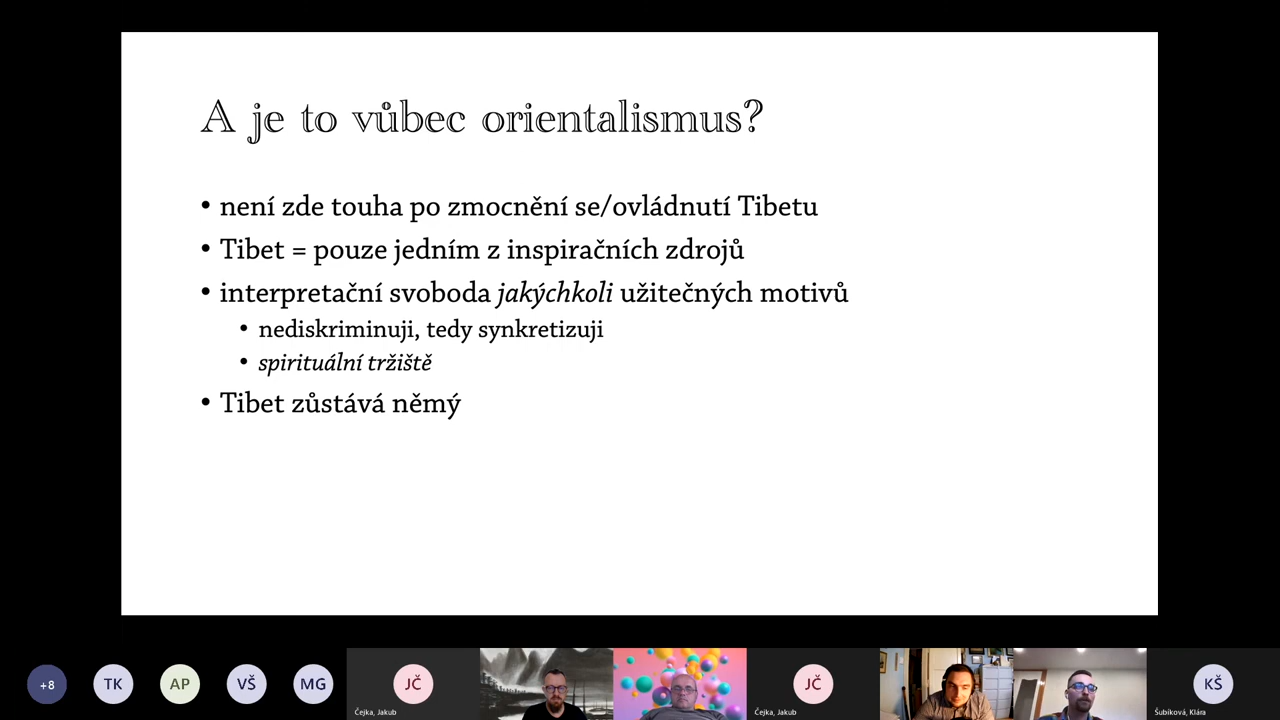 A je to vůbec orientalismus?
• není zde touha po zmocnění se/ovládnutí Tibetu
• Tibet = pouze jedním z inspiračních zdrojů
• interpretační svoboda jakýchkoli užitečných motivů
• nediskriminuji, tedy synkretizuji
• spirituální tržiště
• Tibet zůstává němý
+8
TK
AP
VŠ
MG
JČ
Čejka, Jakub
JČ
Čejka, Jakub
KŠ
Šubíková, Klára